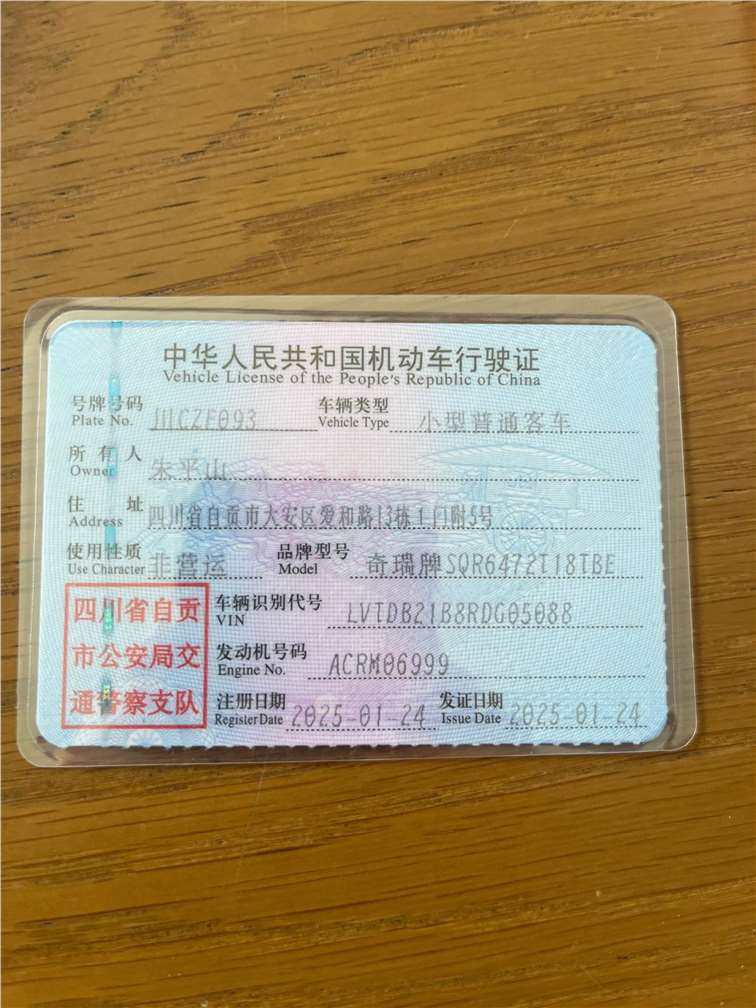 中华人民共和国机动车行驶证
Vehicle License of the People's Republic of China
号牌号码 川CZF093 车辆类型 小型普通客车
Plate No. Vehicle Type
所有人 朱平山
Owner
住址 四川省自贡市大安区爱和路13栋1门附5号
Address
使用性质 非营运 品牌型号 奇瑞牌SQR6472T18TBE
Use Character Model
四川省自贡
市公安局交
通警察支队
车辆识别代号 LVTDB21B8RDG05088
VIN
发动机号码 ACRM06999
Engine No.
注册日期 2025-01-24 发证日期 2025-01-24
Register Date Issue Date